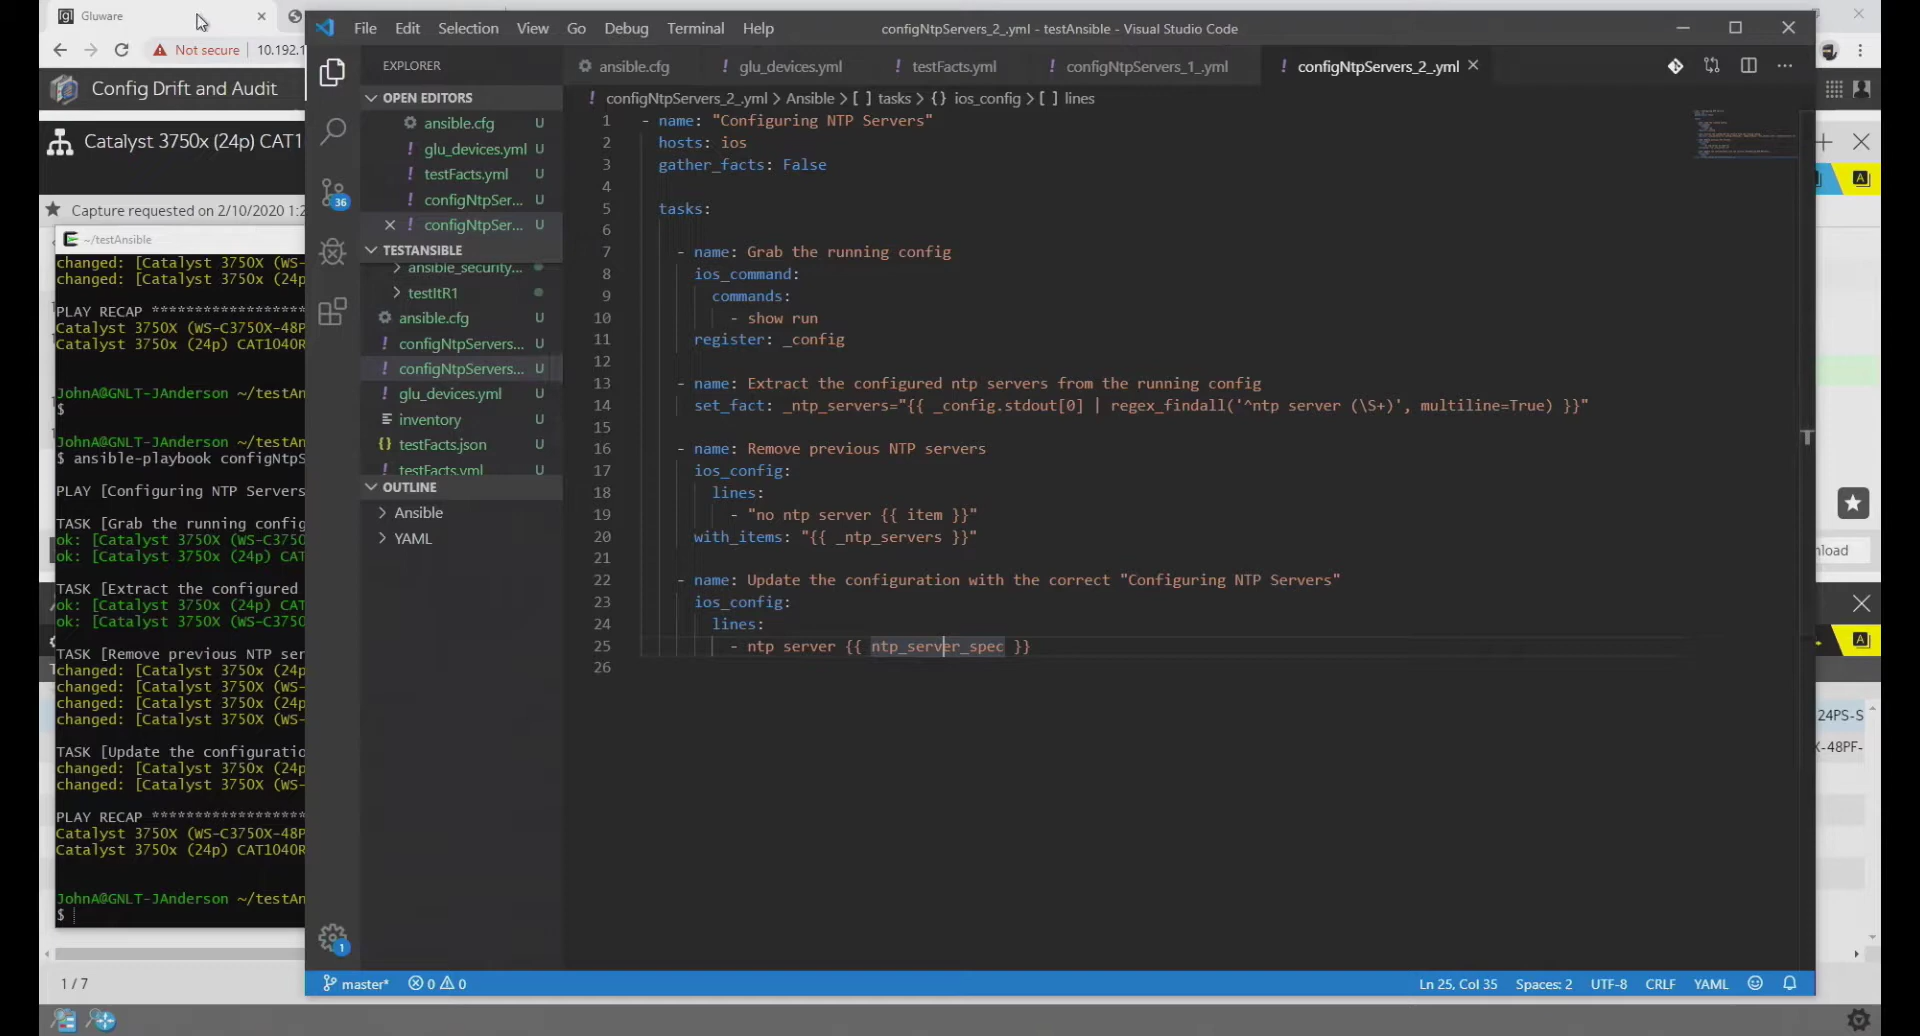 Gluware
Not secure
10.192.1
Config Drift and Audit
Catalyst 3750x (24p) CAT1
Capture requested on 2/10/2020 1:2
~/testAnsible
changed: [Catalyst 3750X (WS-
changed: [Catalyst 3750X (24p
PLAY RECAP ******************
Catalyst 3750X (WS-C3750X-48P
Catalyst 3750X (24p) CAT1040R
JohnA@GNLT-JAnderson ~/testAn
$
JohnA@GNLT-JAnderson ~/testAn
$ ansible-playbook configNtpS
PLAY [Configuring NTP Servers
TASK [Grab the running config
ok: [Catalyst 3750X (WS-C3750
ok: [Catalyst 3750X (24p) CAT
TASK [Extract the configured
ok: [Catalyst 3750X (24p) CAT
ok: [Catalyst 3750X (WS-C3750
TASK [Remove previous NTP ser
changed: [Catalyst 3750X (24p
changed: [Catalyst 3750X (WS-
changed: [Catalyst 3750X (24p
changed: [Catalyst 3750X (WS-
TASK [Update the configuratio
changed: [Catalyst 3750X (24p
changed: [Catalyst 3750X (WS-
PLAY RECAP ******************
Catalyst 3750X (WS-C3750X-48P
Catalyst 3750X (24p) CAT1040R
JohnA@GNLT-JAnderson ~/testAn
$
1 / 7
File Edit Selection View Go Debug Terminal Help
configNtpServers_2_.yml - testAnsible - Visual Studio Code
EXPLORER
OPEN EDITORS
ansible.cfg U
! glu_devices.yml U
! testFacts.yml U
! configNtpSer... U
! configNtpSer... U
TESTANSIBLE
ansible_security...
testItR1
ansible.cfg U
! configNtpServers... U
! configNtpServers... U
! glu_devices.yml U
inventory U
{} testFacts.json U
! testFacts.yml U
OUTLINE
Ansible
YAML
36
1
ansible.cfg
! glu_devices.yml
! testFacts.yml
! configNtpServers_1_.yml
! configNtpServers_2_.yml
! configNtpServers_2_.yml > Ansible > [ ] tasks > {} ios_config > [ ] lines
1 - name: "Configuring NTP Servers"
2 hosts: ios
3 gather_facts: False
4
5 tasks:
6
7 - name: Grab the running config
8 ios_command:
9 commands:
10 - show run
11 register: _config
12
13 - name: Extract the configured ntp servers from the running config
14 set_fact: _ntp_servers="{{ _config.stdout[0] | regex_findall('^ntp server (\S+)', multiline=True) }}"
15
16 - name: Remove previous NTP servers
17 ios_config:
18 lines:
19 - "no ntp server {{ item }}"
20 with_items: "{{ _ntp_servers }}"
21
22 - name: Update the configuration with the correct "Configuring NTP Servers"
23 ios_config:
24 lines:
25 - ntp server {{ ntp_server_spec }}
26
master* 0 0
Ln 25, Col 35 Spaces: 2 UTF-8 CRLF YAML
A
nload
A
24PS-S
X-48PF-